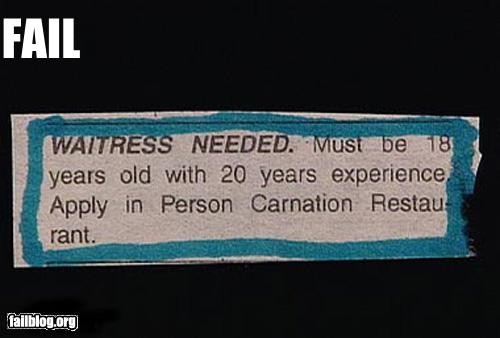 FAIL
WAITRESS NEEDED. Must be 18
years old with 20 years experience.
Apply in Person Carnation Restau-
rant.
failblog.org